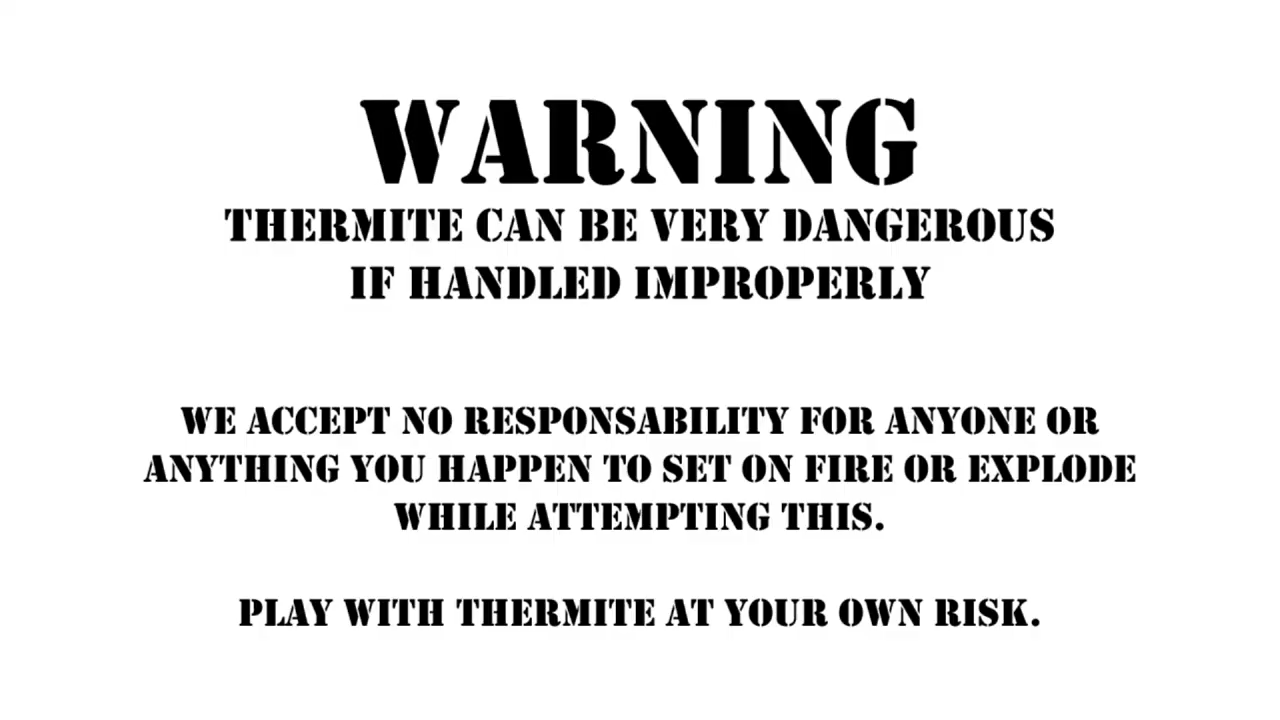 WARNING
THERMITE CAN BE VERY DANGEROUS
IF HANDLED IMPROPERLY
WE ACCEPT NO RESPONSABILITY FOR ANYONE OR
ANYTHING YOU HAPPEN TO SET ON FIRE OR EXPLODE
WHILE ATTEMPTING THIS.
PLAY WITH THERMITE AT YOUR OWN RISK.